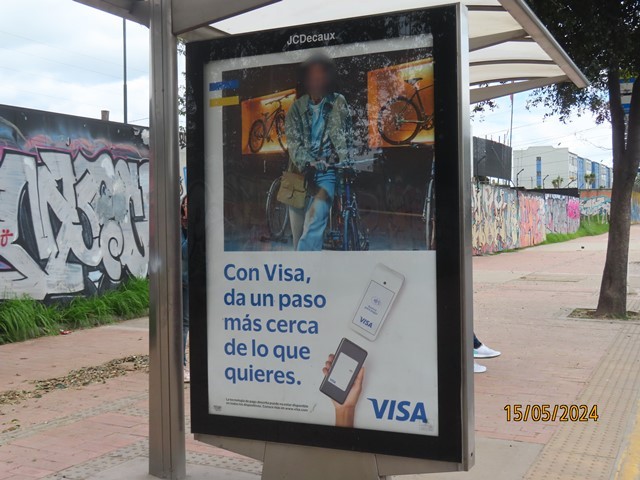 JCDecaux
Con Visa,
da un paso
más cerca
de lo que
quieres.
VISA
VISA
15/05/2024